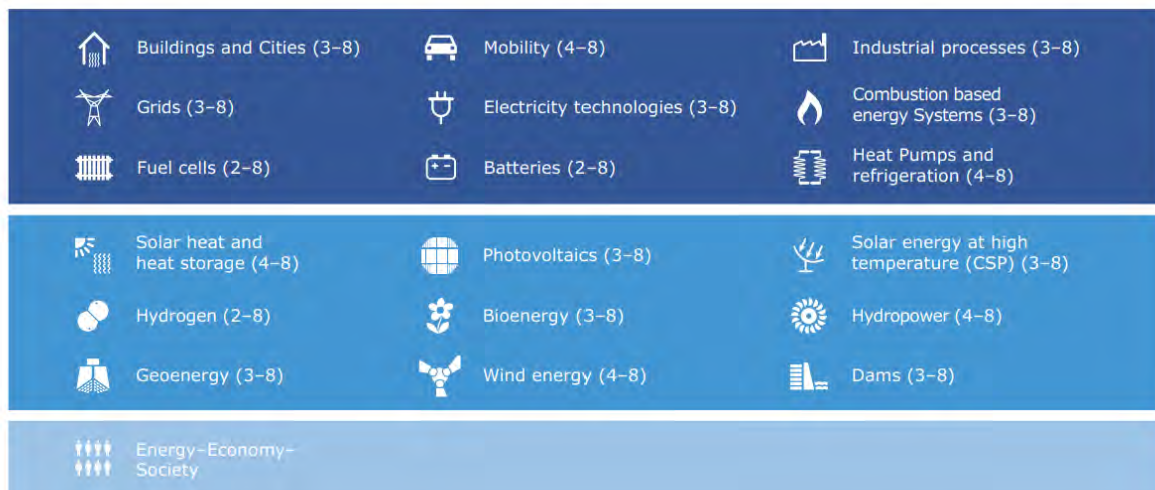 Buildings and Cities (3–8)
Mobility (4–8)
Industrial processes (3–8)
Grids (3–8)
Electricity technologies (3–8)
Combustion based
energy Systems (3–8)
Fuel cells (2–8)
Batteries (2–8)
Heat Pumps and
refrigeration (4–8)
Solar heat and
heat storage (4–8)
Photovoltaics (3–8)
Solar energy at high
temperature (CSP) (3–8)
Hydrogen (2–8)
Bioenergy (3–8)
Hydropower (4–8)
Geoenergy (3–8)
Wind energy (4–8)
Dams (3–8)
Energy–Economy–
Society